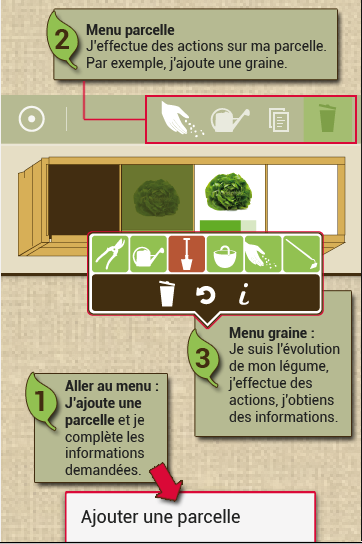 2
Menu parcelle
J'effectue des actions sur ma parcelle.
Par exemple, j'ajoute une graine.
i
3
Menu graine :
Je suis l'évolution
de mon légume,
j'effectue des
actions, j'obtiens
des informations.
1
Aller au menu :
J'ajoute une
parcelle et je
complète les
informations
demandées.
Ajouter une parcelle